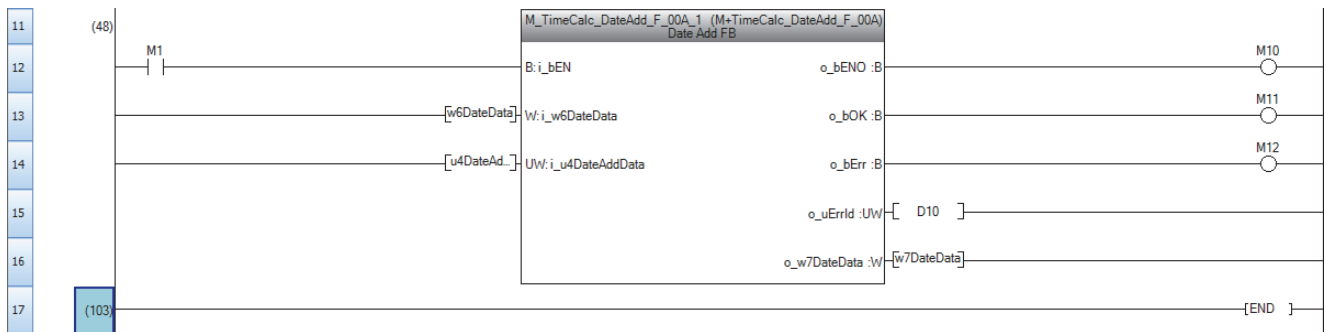 11 (48) M_TimeCalc_DateAdd_F_00A_1 (M+TimeCalc_DateAdd_F_00A)
Date Add FB
M1 M10
12 B: i_bEN o_bENO :B
M11
13 [w6DateData] W: i_w6DateData o_bOK :B
M12
14 [u4DateAd...] UW: i_u4DateAddData o_bErr :B
15 o_uErrId :UW [ D10 ]
16 o_w7DateData :W [w7DateData]
17 (103) [END ]